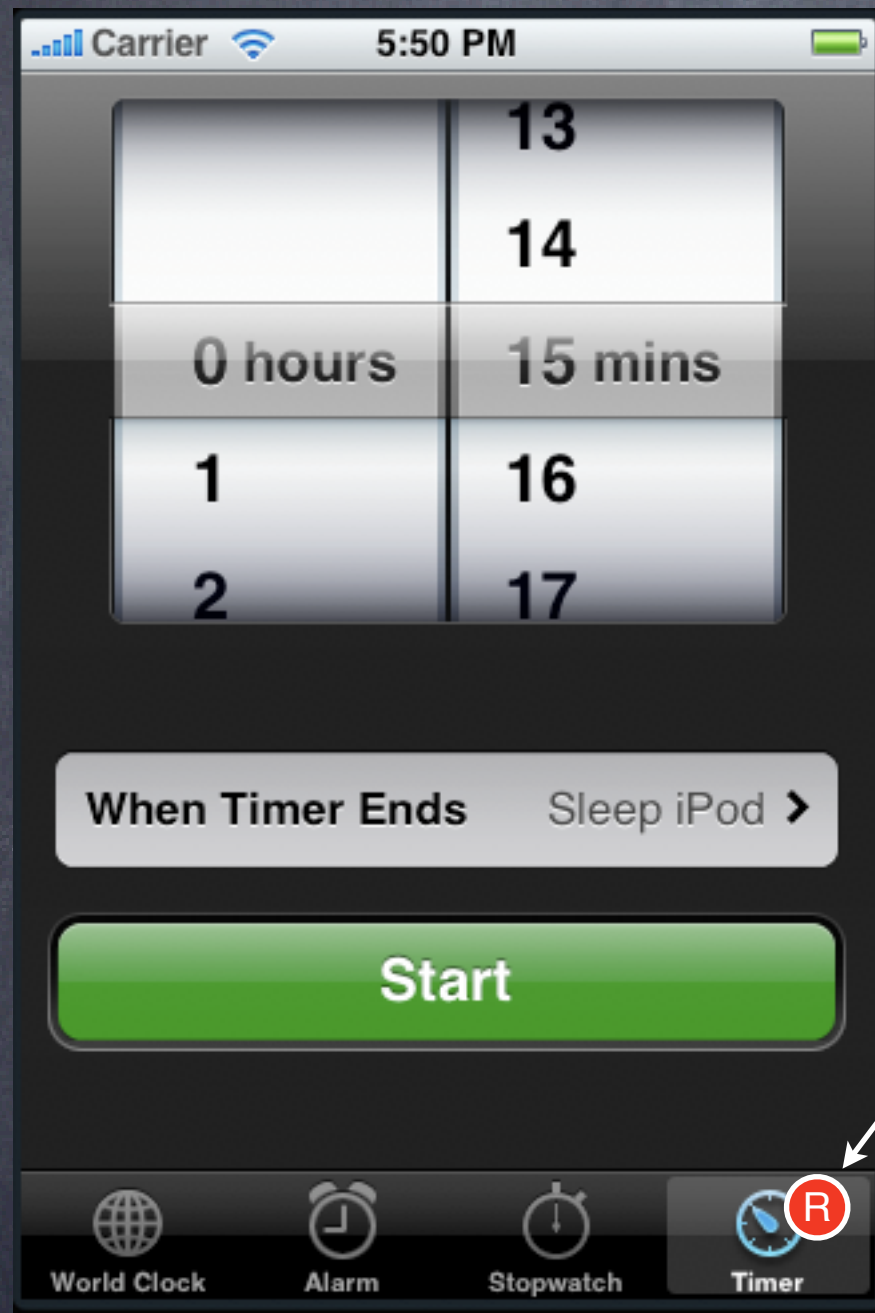 Carrier 5:50 PM
13
14
0 hours 15 mins
1 16
2 17
When Timer Ends Sleep iPod
Start
R
World Clock Alarm Stopwatch Timer